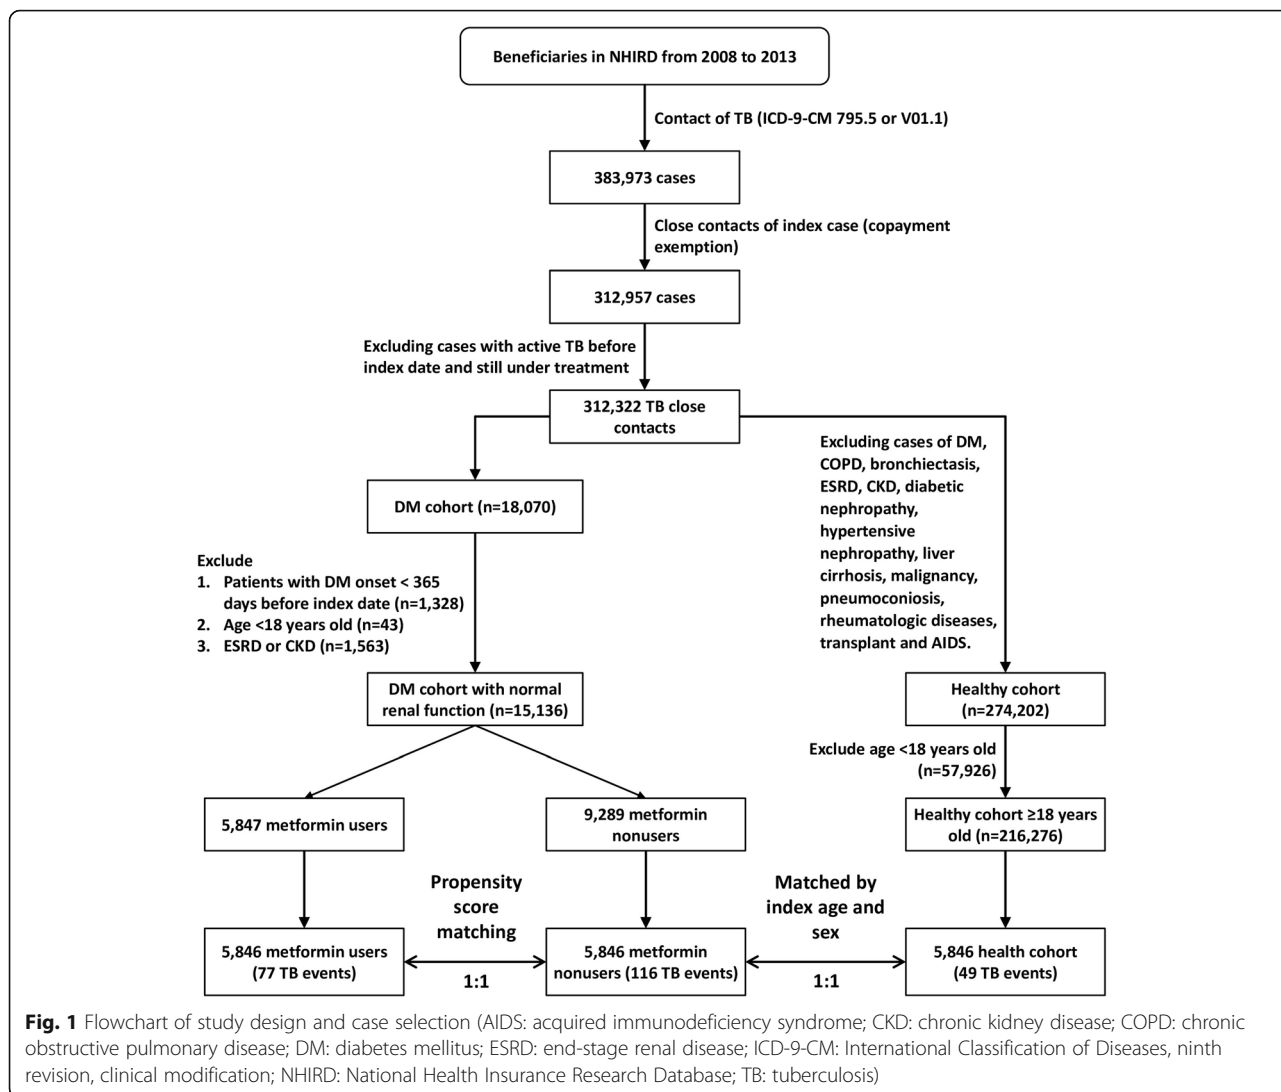 Beneficiaries in NHIRD from 2008 to 2013
Contact of TB (ICD-9-CM 795.5 or V01.1)
383,973 cases
Close contacts of index case (copayment
exemption)
312,957 cases
Excluding cases with active TB before
index date and still under treatment
312,322 TB close
contacts
DM cohort (n=18,070)
Exclude
1. Patients with DM onset < 365
days before index date (n=1,328)
2. Age <18 years old (n=43)
3. ESRD or CKD (n=1,563)
Excluding cases of DM,
COPD, bronchiectasis,
ESRD, CKD, diabetic
nephropathy,
hypertensive
nephropathy, liver
cirrhosis, malignancy,
pneumoconiosis,
rheumatologic diseases,
transplant and AIDS.
DM cohort with normal
renal function (n=15,136)
Healthy cohort
(n=274,202)
Exclude age <18 years old
(n=57,926)
5,847 metformin users
9,289 metformin
nonusers
Healthy cohort ≥18 years
old (n=216,276)
Propensity
score
matching
1:1
Matched by
index age and
sex
1:1
5,846 metformin users
(77 TB events)
5,846 metformin
nonusers (116 TB events)
5,846 health cohort
(49 TB events)
Fig. 1 Flowchart of study design and case selection (AIDS: acquired immunodeficiency syndrome; CKD: chronic kidney disease; COPD: chronic
obstructive pulmonary disease; DM: diabetes mellitus; ESRD: end-stage renal disease; ICD-9-CM: International Classification of Diseases, ninth
revision, clinical modification; NHIRD: National Health Insurance Research Database; TB: tuberculosis)